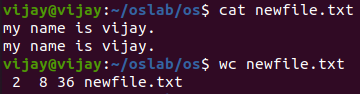 vijay@vijay:~/oslab/os$ cat newfile.txt
my name is vijay.
my name is vijay.
vijay@vijay:~/oslab/os$ wc newfile.txt
 2  8 36 newfile.txt